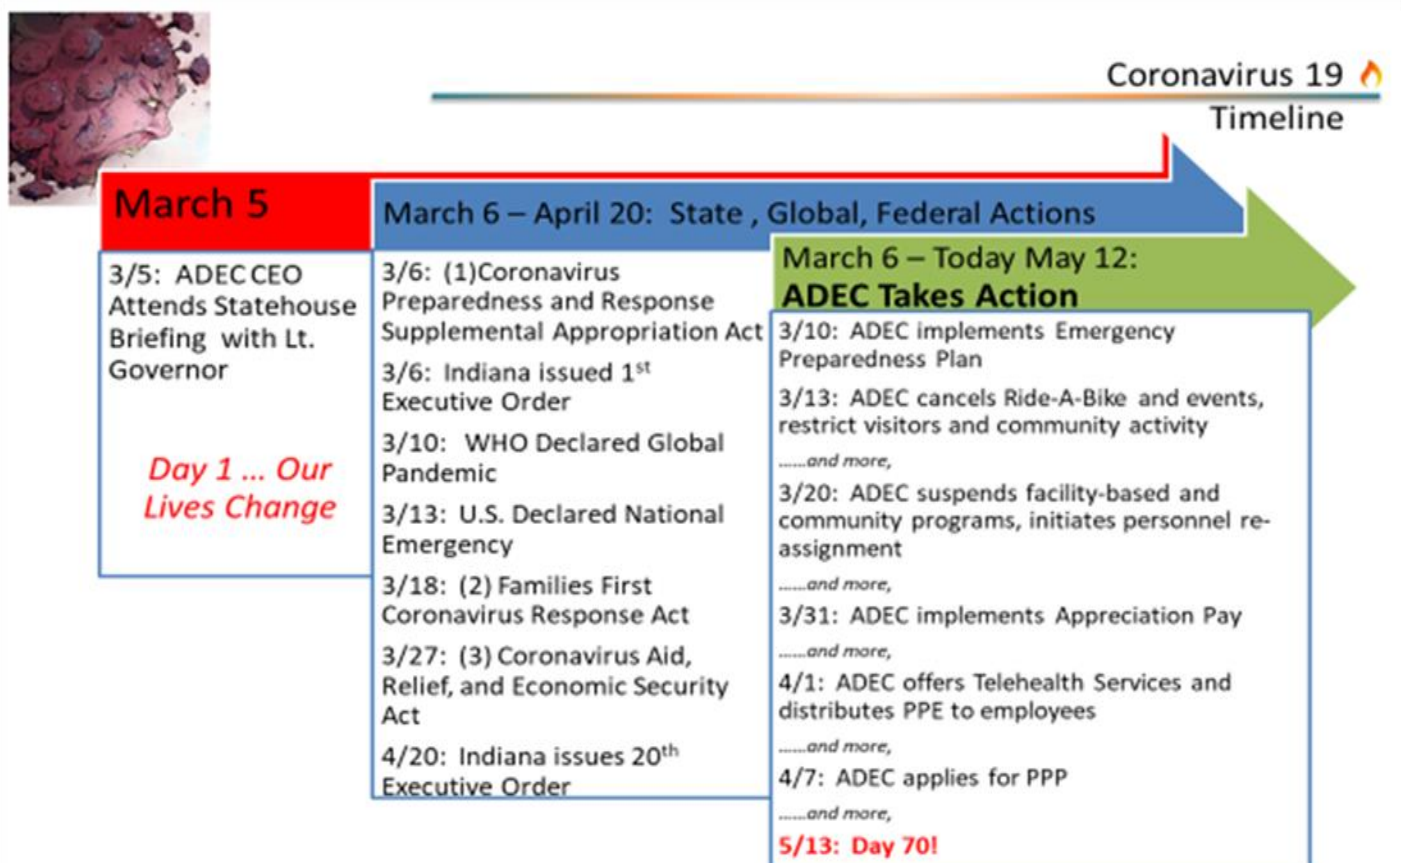 Coronavirus 19
Timeline
March 5
3/5: ADEC CEO
Attends Statehouse
Briefing with Lt.
Governor
Day 1 ... Our
Lives Change
March 6 – April 20: State , Global, Federal Actions
3/6: (1)Coronavirus
Preparedness and Response
Supplemental Appropriation Act
3/6: Indiana issued 1st
Executive Order
3/10: WHO Declared Global
Pandemic
3/13: U.S. Declared National
Emergency
3/18: (2) Families First
Coronavirus Response Act
3/27: (3) Coronavirus Aid,
Relief, and Economic Security
Act
4/20: Indiana issues 20th
Executive Order
March 6 – Today May 12:
ADEC Takes Action
3/10: ADEC implements Emergency
Preparedness Plan
3/13: ADEC cancels Ride-A-Bike and events,
restrict visitors and community activity
......and more,
3/20: ADEC suspends facility-based and
community programs, initiates personnel re-
assignment
......and more,
3/31: ADEC implements Appreciation Pay
......and more,
4/1: ADEC offers Telehealth Services and
distributes PPE to employees
......and more,
4/7: ADEC applies for PPP
......and more,
5/13: Day 70!